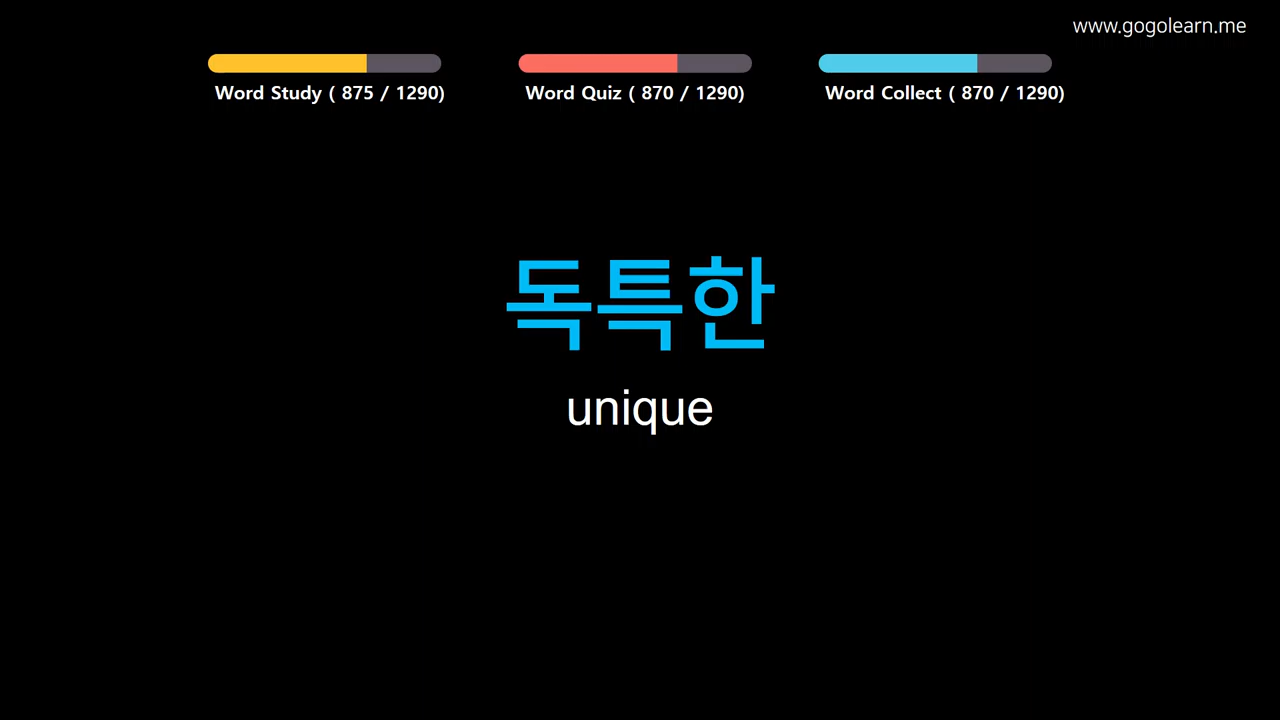 www.gogolearn.me
Word Study ( 875 / 1290)
Word Quiz ( 870 / 1290)
Word Collect ( 870 / 1290)
독특한
unique